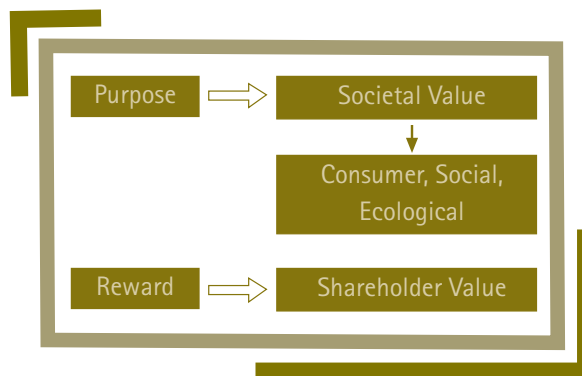 Purpose
Societal Value
Consumer, Social,
Ecological
Reward
Shareholder Value